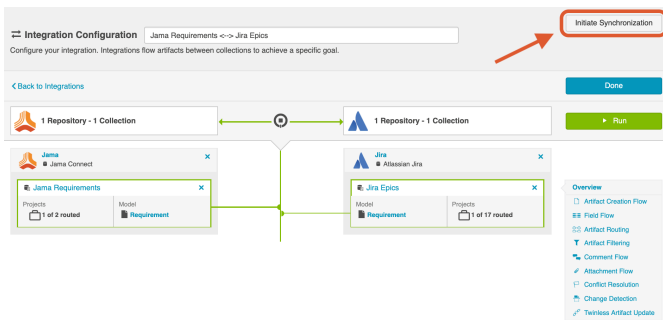 Initiate Synchronization
Integration Configuration
Jama Requirements <--> Jira Epics
Configure your integration. Integrations flow artifacts between collections to achieve a specific goal.
Back to Integrations
Done
1 Repository - 1 Collection
1 Repository - 1 Collection
Run
Jama
Jama Connect
Jira
Atlassian Jira
Jama Requirements
Projects
1 of 2 routed
Model
Requirement
Jira Epics
Model
Requirement
Projects
1 of 17 routed
Overview
Artifact Creation Flow
Field Flow
Artifact Routing
Artifact Filtering
Comment Flow
Attachment Flow
Conflict Resolution
Change Detection
Twinless Artifact Update